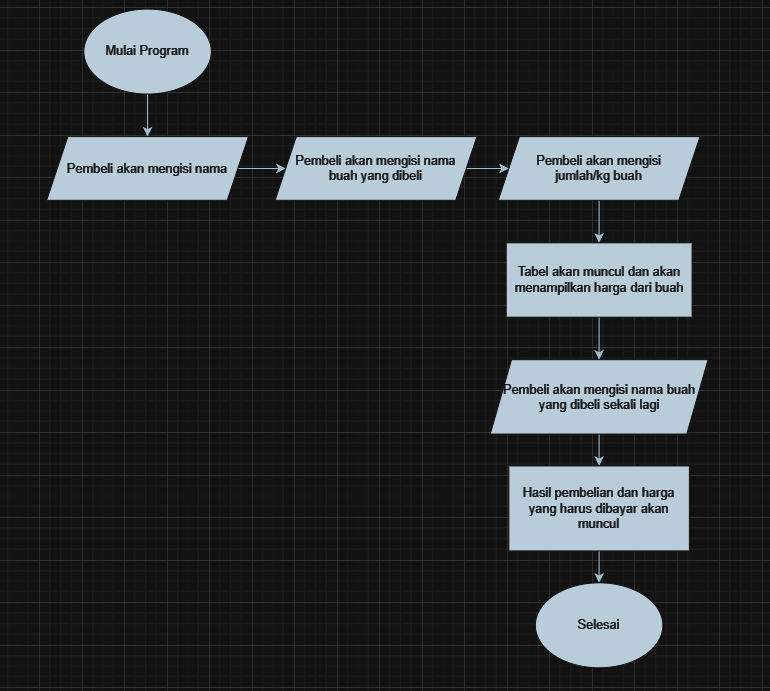 Mulai Program
Pembeli akan mengisi nama
Pembeli akan mengisi nama
buah yang dibeli
Pembeli akan mengisi
jumlah/kg buah
Tabel akan muncul dan akan
menampilkan harga dari buah
Pembeli akan mengisi nama buah
yang dibeli sekali lagi
Hasil pembelian dan harga
yang harus dibayar akan
muncul
Selesai